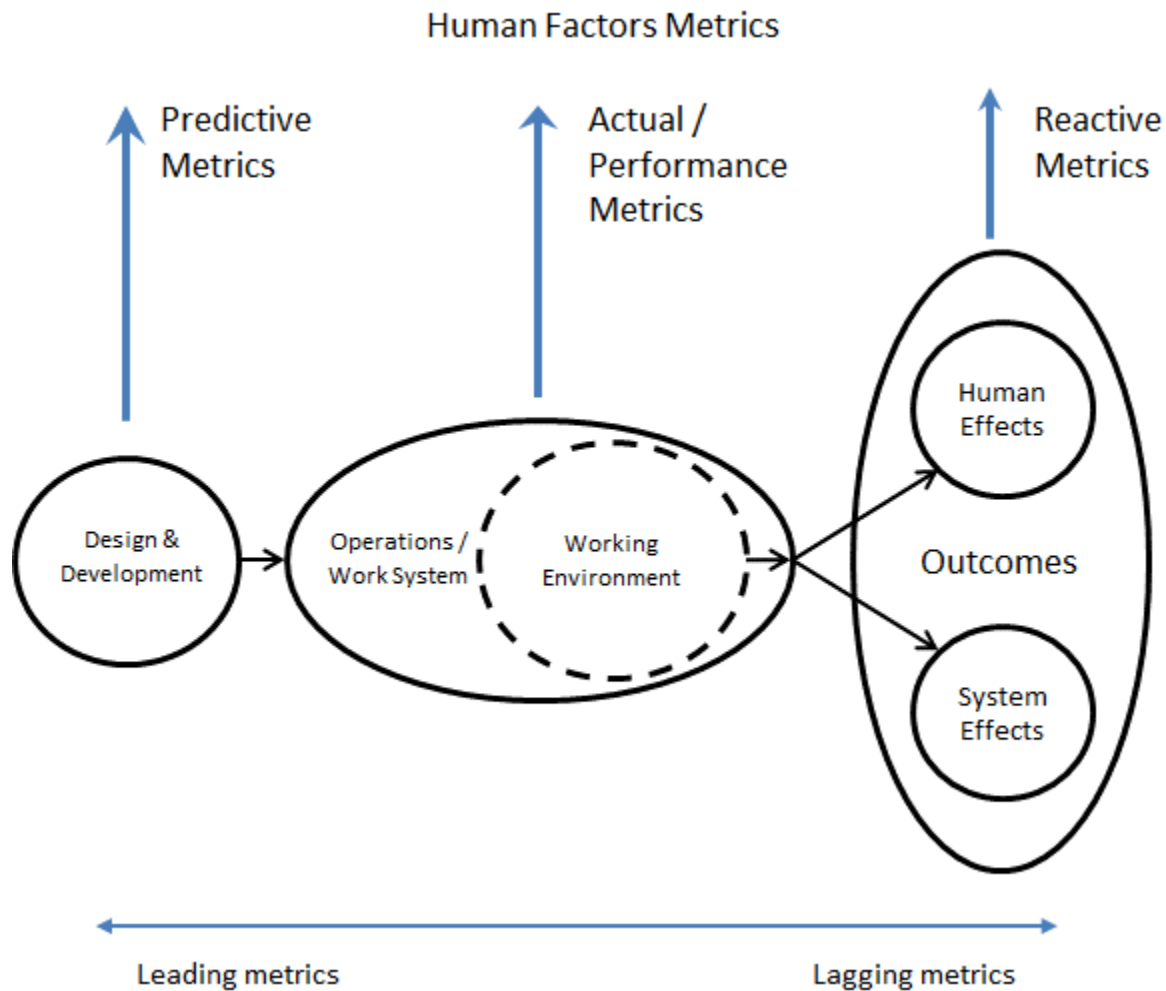 Human Factors Metrics
Predictive
Metrics
Actual /
Performance
Metrics
Reactive
Metrics
Design &
Development
Operations /
Work System
Working
Environment
Human
Effects
Outcomes
System
Effects
Leading metrics
Lagging metrics